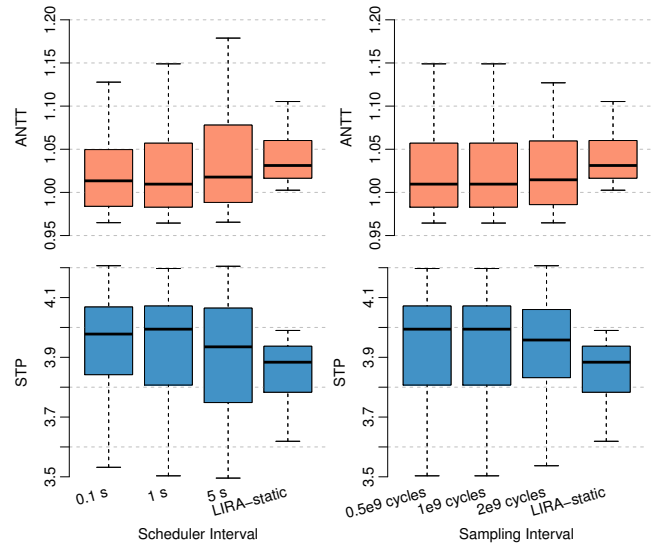 ANTT
0.95 1.00 1.05 1.10 1.15 1.20
ANTT
0.95 1.00 1.05 1.10 1.15 1.20
STP
3.5 3.7 3.9 4.1
0.1 s 1 s 5 s LIRA−static
Scheduler Interval
STP
3.5 3.7 3.9 4.1
0.5e9 cycles 1e9 cycles 2e9 cycles LIRA−static
Sampling Interval